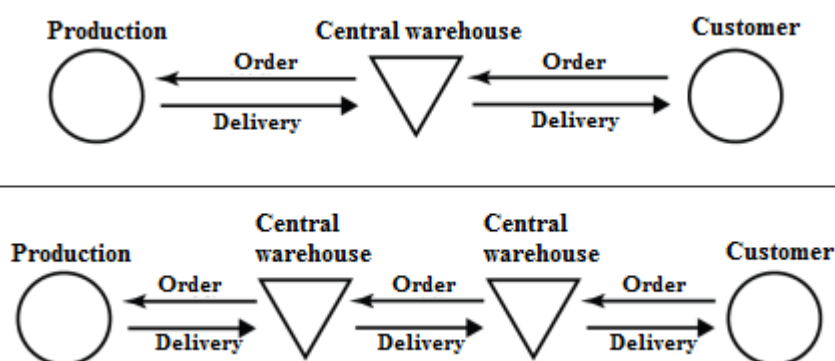 Production
Central warehouse
Customer
Order
Order
Delivery
Delivery
Central
warehouse
Central
warehouse
Production
Customer
Order
Order
Order
Delivery
Delivery
Delivery